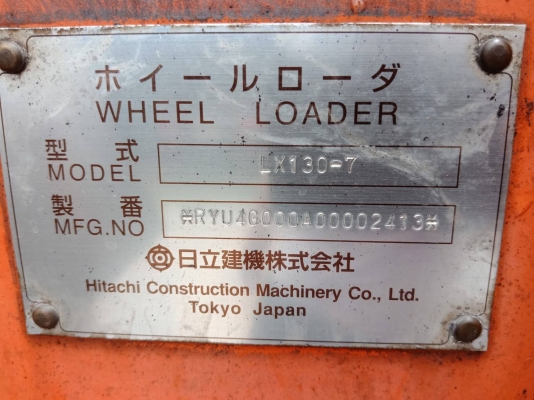 ホイールローダ
WHEEL LOADER
型式 LX130-7
MODEL
製番 *RYU4G000A00002413*
MFG.NO
日立建機株式会社
Hitachi Construction Machinery Co., Ltd.
Tokyo Japan